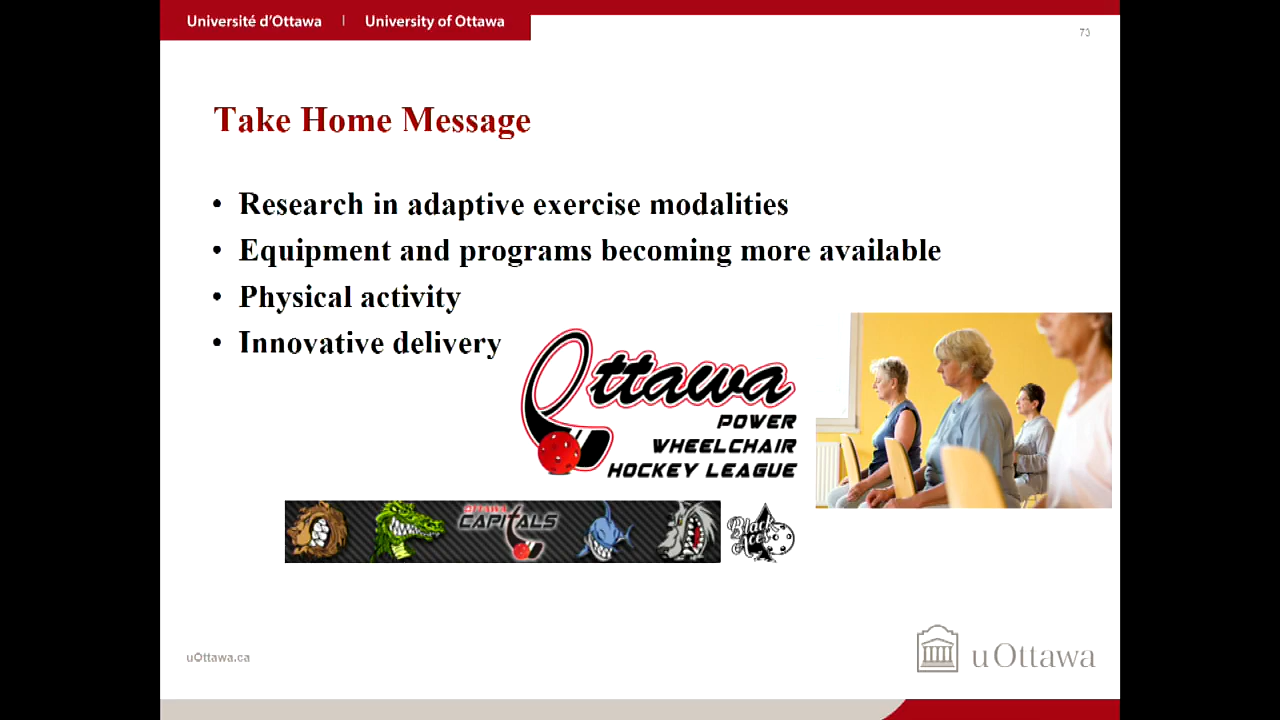 Université d'Ottawa | University of Ottawa
73
Take Home Message
• Research in adaptive exercise modalities
• Equipment and programs becoming more available
• Physical activity
• Innovative delivery
Ottawa
POWER
WHEELCHAIR
HOCKEY LEAGUE
OTTAWA
CAPITALS
Black
Aces
uOttawa.ca
uOttawa